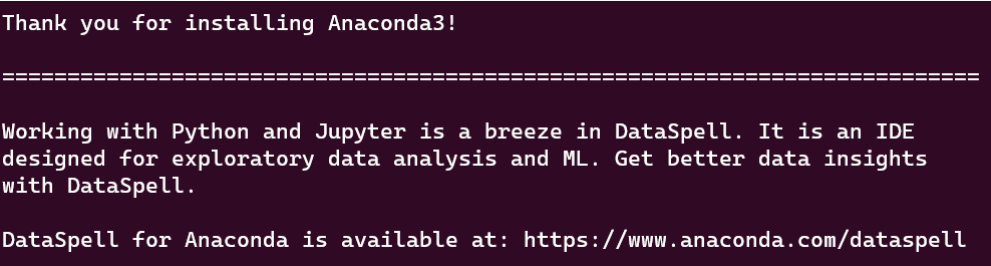 Thank you for installing Anaconda3!
===========================================================================
Working with Python and Jupyter is a breeze in DataSpell. It is an IDE
designed for exploratory data analysis and ML. Get better data insights
with DataSpell.
DataSpell for Anaconda is available at: https://www.anaconda.com/dataspell